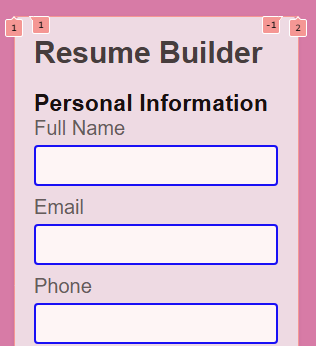 1 1 -1 2
Resume Builder
Personal Information
Full Name
Email
Phone